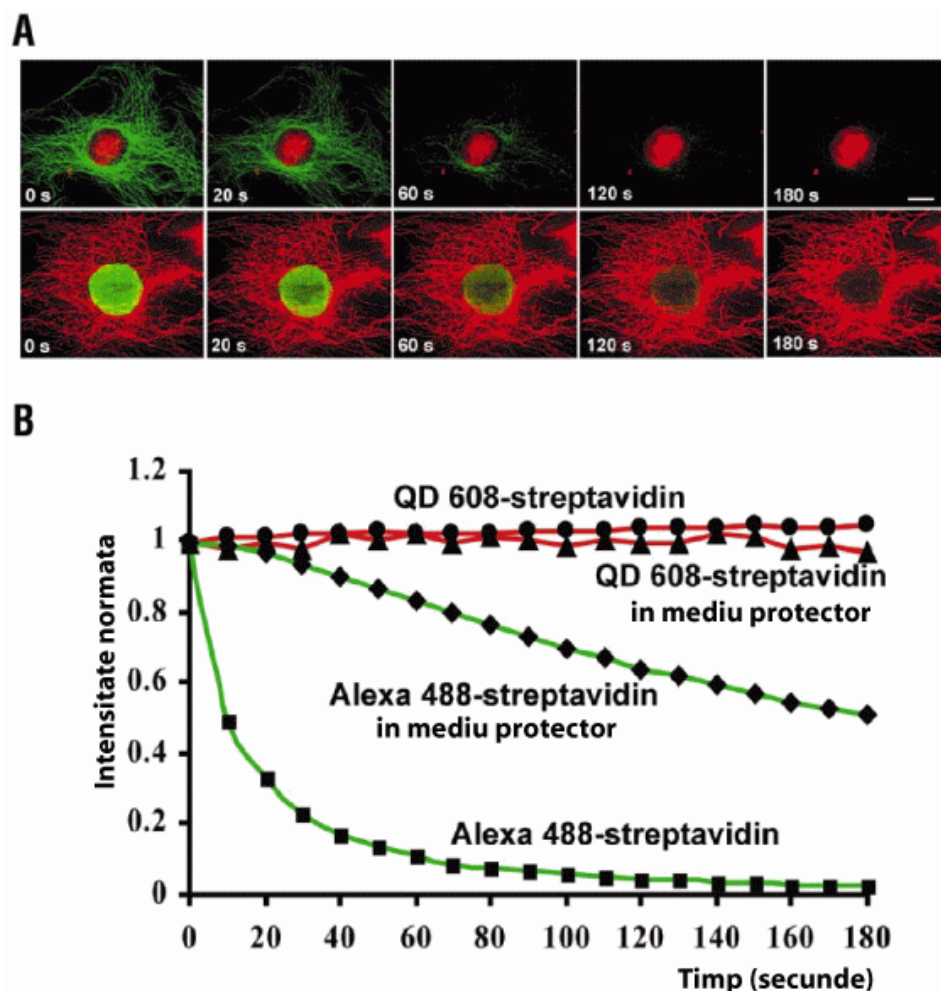 A
0 s 20 s 60 s 120 s 180 s
0 s 20 s 60 s 120 s 180 s
B
Intensitate normata
1.2
1
0.8
0.6
0.4
0.2
0
QD 608-streptavidin
QD 608-streptavidin
in mediu protector
Alexa 488-streptavidin
in mediu protector
Alexa 488-streptavidin
0 20 40 60 80 100 120 140 160 180
Timp (secunde)